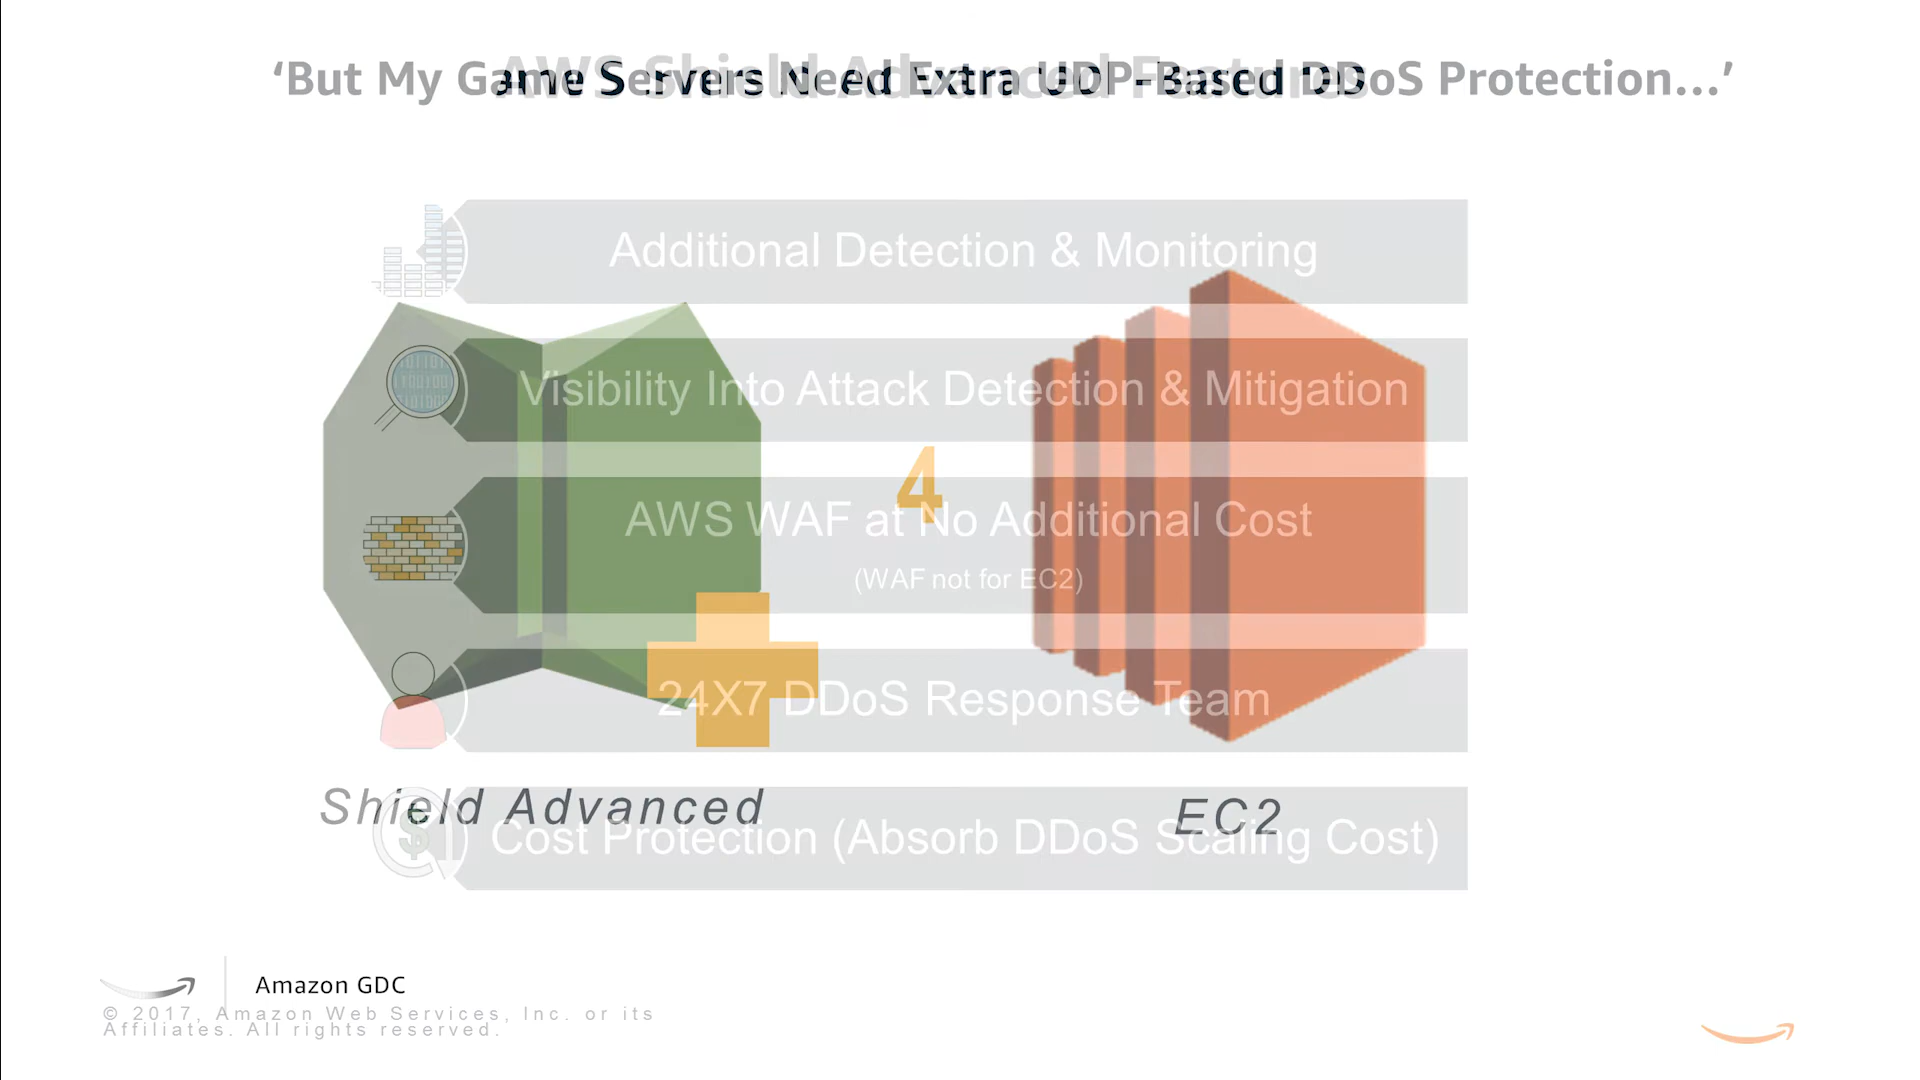 ‘But My Game Servers Need Extra UDP-Based DDoS Protection...’
AWS Shield Advanced Features
Additional Detection & Monitoring
Visibility Into Attack Detection & Mitigation
4
AWS WAF at No Additional Cost
(WAF not for EC2)
24X7 DDoS Response Team
Shield Advanced
EC2
Cost Protection (Absorb DDoS Scaling Cost)
Amazon GDC
© 2017, Amazon Web Services, Inc. or its
Affiliates. All rights reserved.